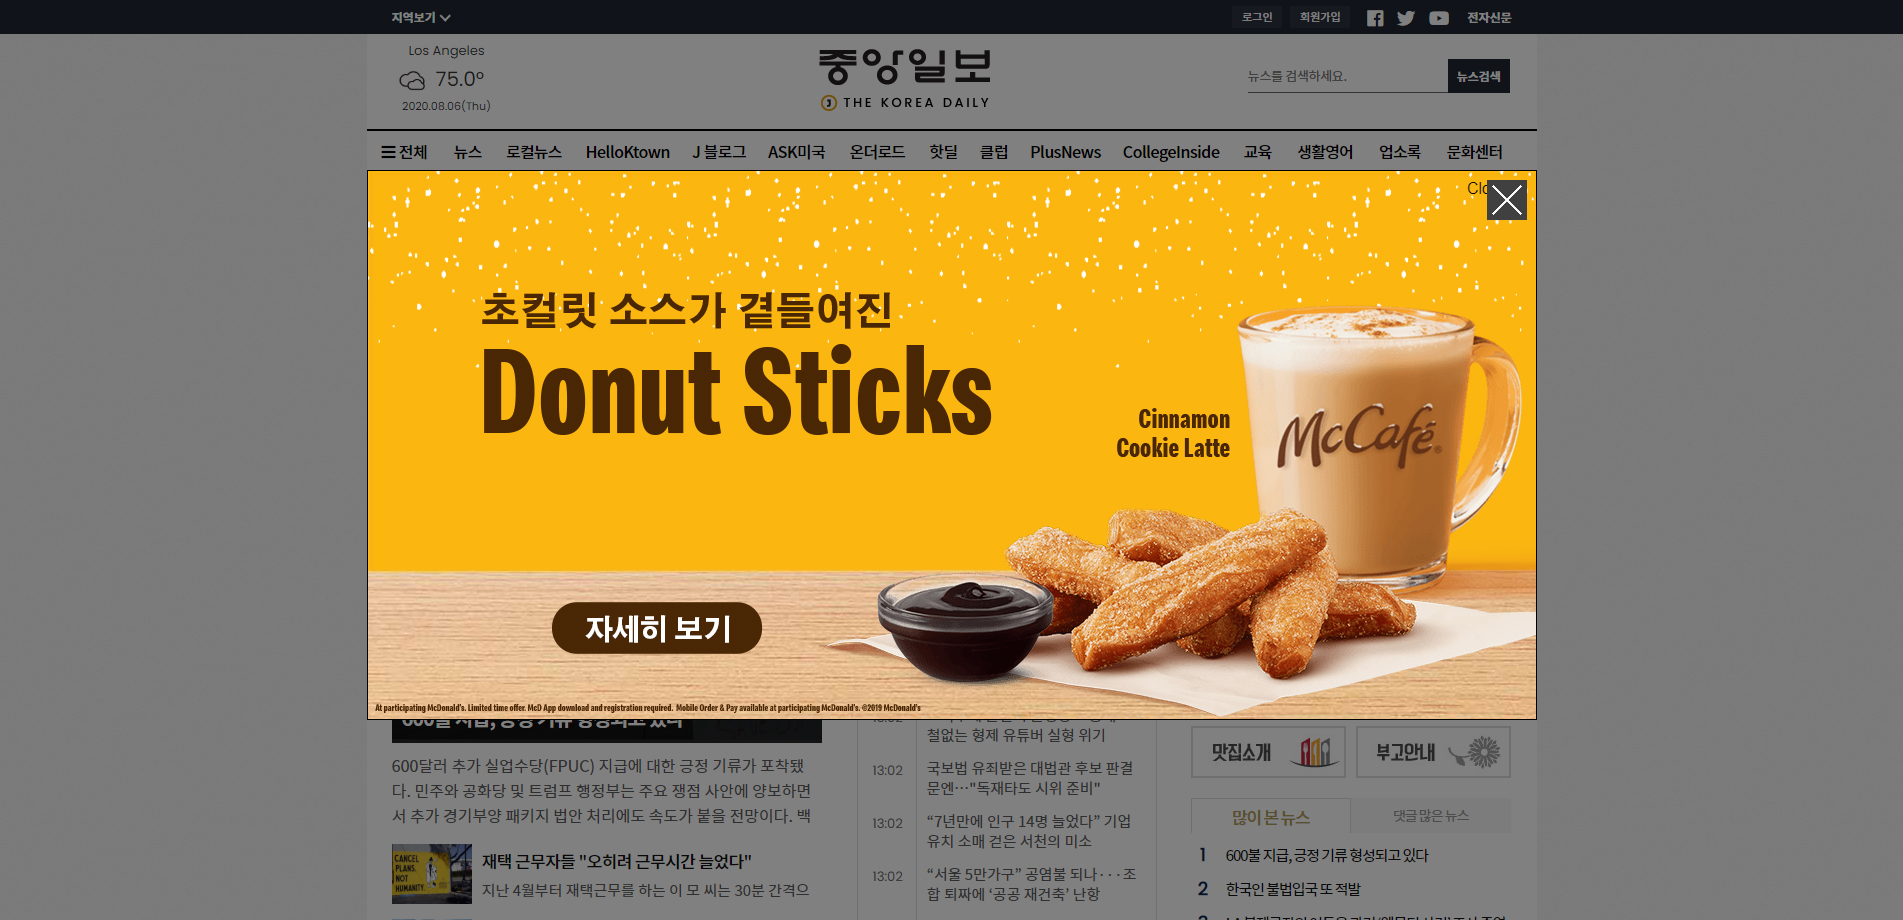 지역보기
로그인
회원가입
전자신문
Los Angeles
75.0º
2020.08.06(Thu)
중앙일보
THE KOREA DAILY
뉴스를 검색하세요.
뉴스검색
전체 뉴스 로컬뉴스 HelloKtown J 블로그 ASK미국 온더로드 핫딜 클럽 PlusNews CollegeInside 교육 생활영어 업소록 문화센터
초컬릿 소스가 곁들여진
Donut Sticks
Cinnamon
Cookie Latte
McCafé®
자세히 보기
At participating McDonald's. Limited time offer. McD App download and registration required. Mobile Order & Pay available at participating McDonald's. ©2019 McDonald's
600불 지급, 긍정 기류 형성되고 있다
600달러 추가 실업수당(FPUC) 지급에 대한 긍정 기류가 포착됐
다. 민주와 공화당 및 트럼프 행정부는 주요 쟁점 사안에 양보하면
서 추가 경기부양 패키지 법안 처리에도 속도가 붙을 전망이다. 백
CANCEL
PLANS.
NOT
HUMANITY.
재택 근무자들 "오히려 근무시간 늘었다"
지난 4월부터 재택근무를 하는 이 모 씨는 30분 간격으
철없는 형제 유튜버 실형 위기
13:02
국보법 유죄받은 대법관 후보 판결
문엔…"독재타도 시위 준비"
13:02
“7년만에 인구 14명 늘었다” 기업
유치 소매 걷은 서천의 미소
13:02
“서울 5만가구” 공염불 되나···조
합 퇴짜에 ‘공공 재건축’ 난항
맛집소개
부고안내
많이 본 뉴스
댓글 많은 뉴스
1 600불 지급, 긍정 기류 형성되고 있다
2 한국인 불법입국 또 적발